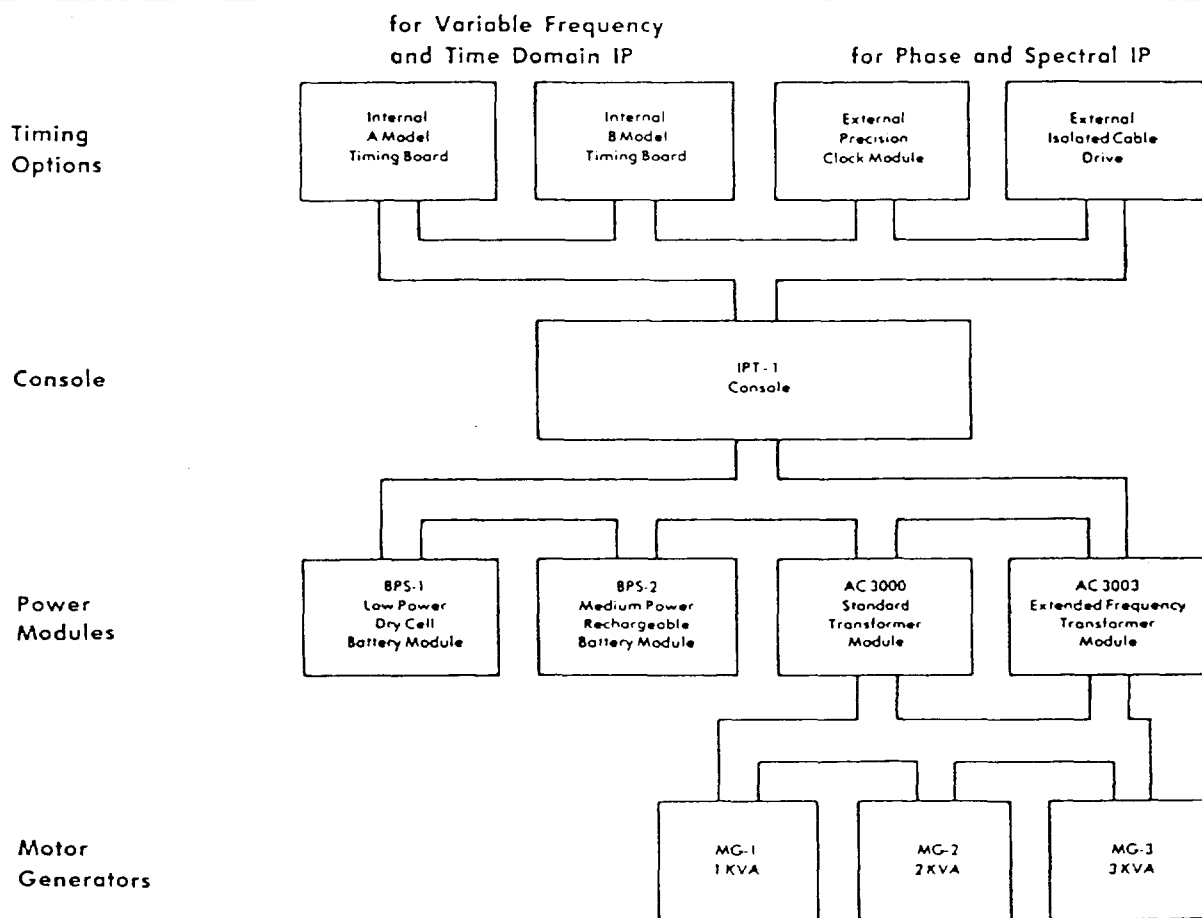 for Variable Frequency
and Time Domain IP
for Phase and Spectral IP
Timing
Options
Internal
A Model
Timing Board
Internal
B Model
Timing Board
External
Precision
Clock Module
External
Isolated Cable
Drive
Console
IPT-1
Console
Power
Modules
BPS-1
Low Power
Dry Cell
Battery Module
BPS-2
Medium Power
Rechargeable
Battery Module
AC 3000
Standard
Transformer
Module
AC 3003
Extended Frequency
Transformer
Module
Motor
Generators
MG-1
1 KVA
MG-2
2 KVA
MG-3
3 KVA